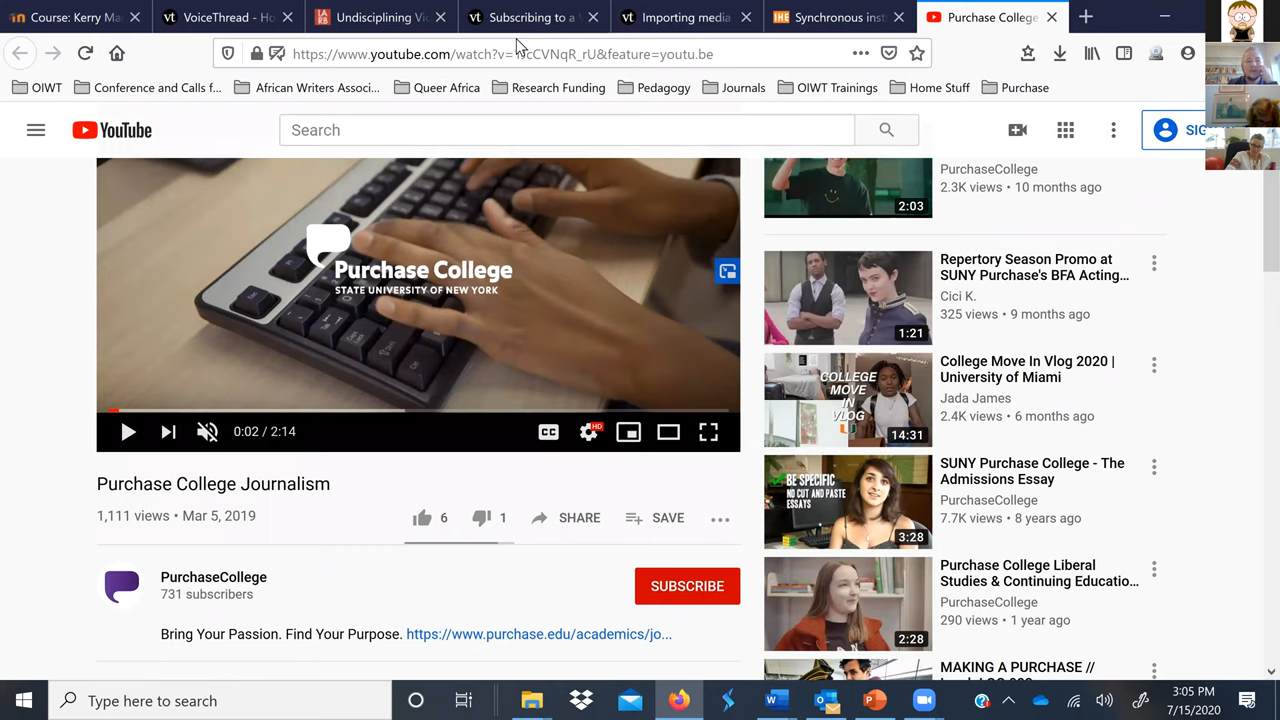 Course: Kerry Ma
VoiceThread - Ho
Undisciplining Vi
Subscribing to a V
Importing media
Synchronous inst
Purchase College
https://www.youtube.com/watch?v=
cCVNqR_rU&feature=youtu.be
OIWT
Conference and Calls f...
African Writers Associ...
Queer Africa
Research Funding
Pedagogy
Journals
OIWT Trainings
Home Stuff
Purchase
YouTube
Search
SIG
Purchase College
STATE UNIVERSITY OF NEW YORK
0:02 / 2:14
CC
HD
Purchase College Journalism
1,111 views • Mar 5, 2019
6
1
SHARE
SAVE
PurchaseCollege
731 subscribers
SUBSCRIBE
Bring Your Passion. Find Your Purpose. https://www.purchase.edu/academics/jo...
PurchaseCollege
2.3K views • 10 months ago
2:03
Repertory Season Promo at
SUNY Purchase's BFA Acting...
Cici K.
325 views • 9 months ago
1:21
COLLEGE
MOVE
IN
VLOG
14:31
College Move In Vlog 2020 |
University of Miami
Jada James
2.4K views • 6 months ago
BE SPECIFIC
NO CUT AND PASTE
ESSAYS
3:28
SUNY Purchase College - The
Admissions Essay
PurchaseCollege
7.7K views • 8 years ago
2:28
Purchase College Liberal
Studies & Continuing Educatio...
PurchaseCollege
290 views • 1 year ago
MAKING A PURCHASE //
Type here to search
3:05 PM
7/15/2020